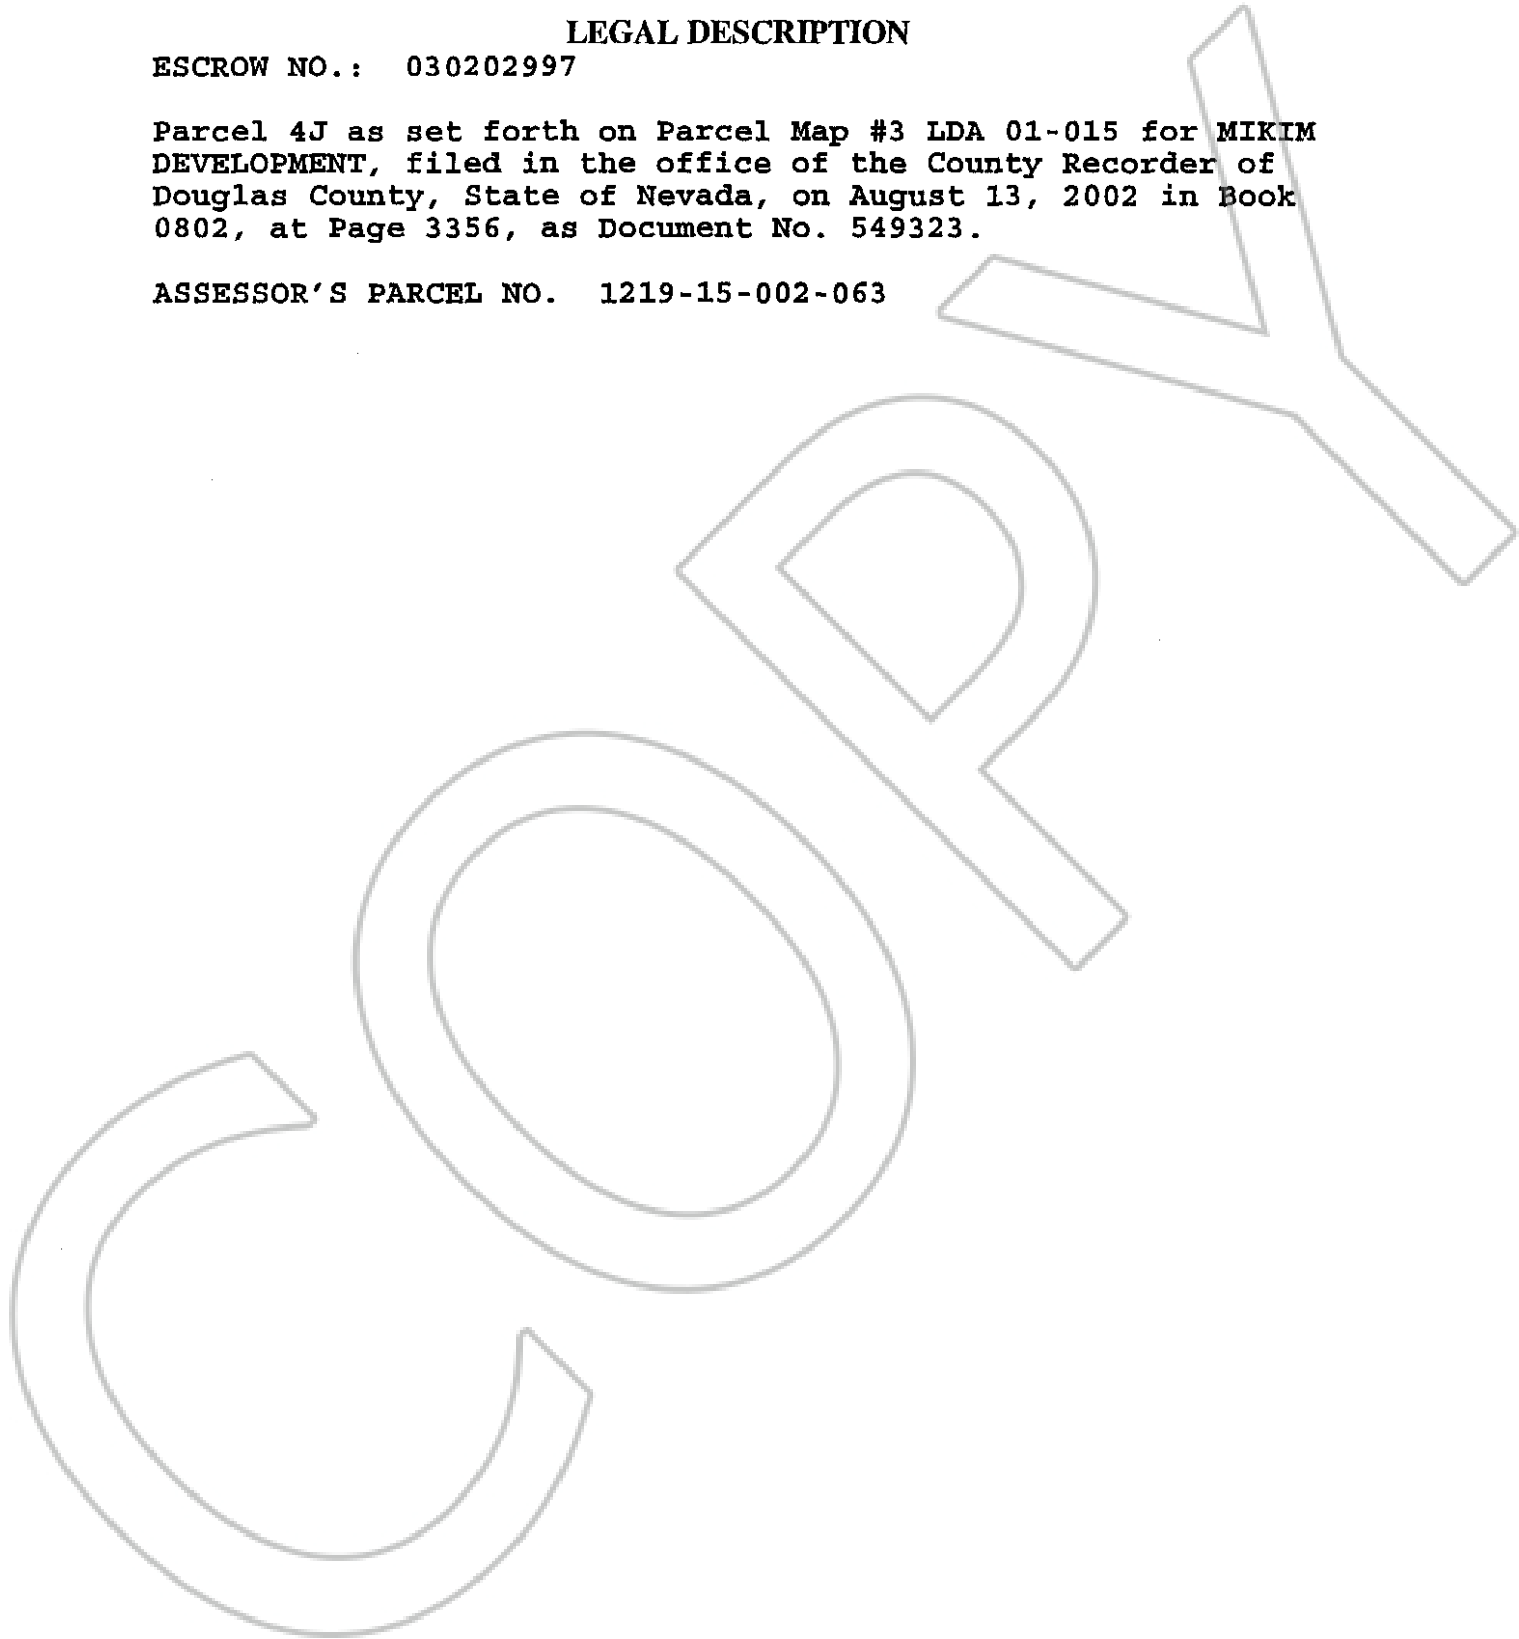 LEGAL DESCRIPTION
ESCROW NO.: 030202997
Parcel 4J as set forth on Parcel Map #3 LDA 01-015 for MIKIM
DEVELOPMENT, filed in the office of the County Recorder of
Douglas County, State of Nevada, on August 13, 2002 in Book
0802, at Page 3356, as Document No. 549323.
ASSESSOR'S PARCEL NO. 1219-15-002-063
COPY